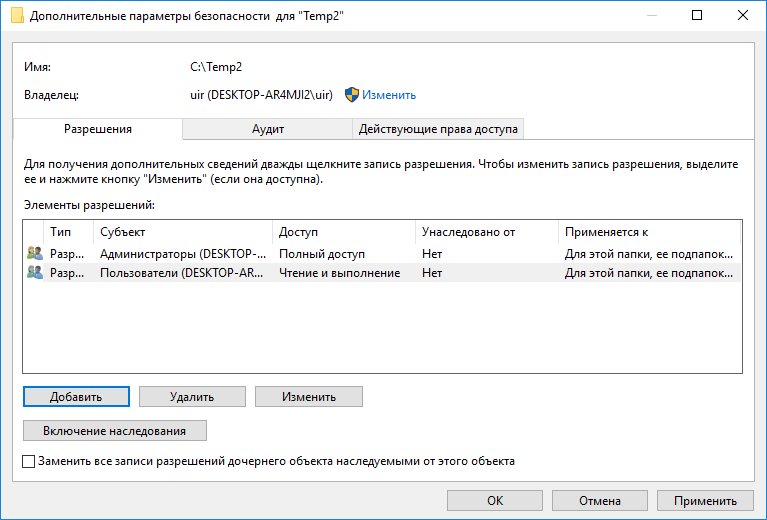 Дополнительные параметры безопасности для "Temp2"
Имя: C:\Temp2
Владелец: uir (DESKTOP-AR4MJI2\uir) Изменить
Разрешения Аудит Действующие права доступа
Для получения дополнительных сведений дважды щелкните запись разрешения. Чтобы изменить запись разрешения, выделите
ее и нажмите кнопку "Изменить" (если она доступна).
Элементы разрешений:
Тип Субъект Доступ Унаследовано от Применяется к
Разр... Администраторы (DESKTOP-... Полный доступ Нет Для этой папки, ее подпапок...
Разр... Пользователи (DESKTOP-AR... Чтение и выполнение Нет Для этой папки, ее подпапок...
Добавить Удалить Изменить
Включение наследования
Заменить все записи разрешений дочернего объекта наследуемыми от этого объекта
ОК Отмена Применить